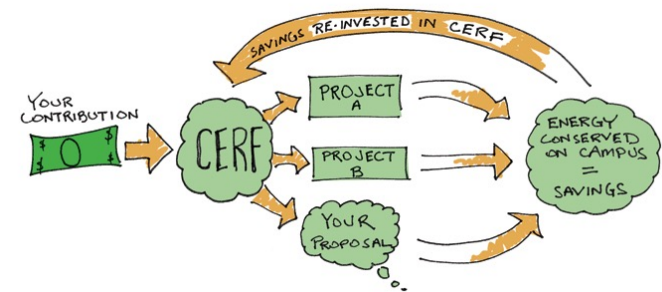 SAVINGS RE-INVESTED IN CERF
YOUR
CONTRIBUTION
$ $
$ $
CERF
PROJECT
A
PROJECT
B
YOUR
PROPOSAL
ENERGY
CONSERVED
ON CAMPUS
=
SAVINGS